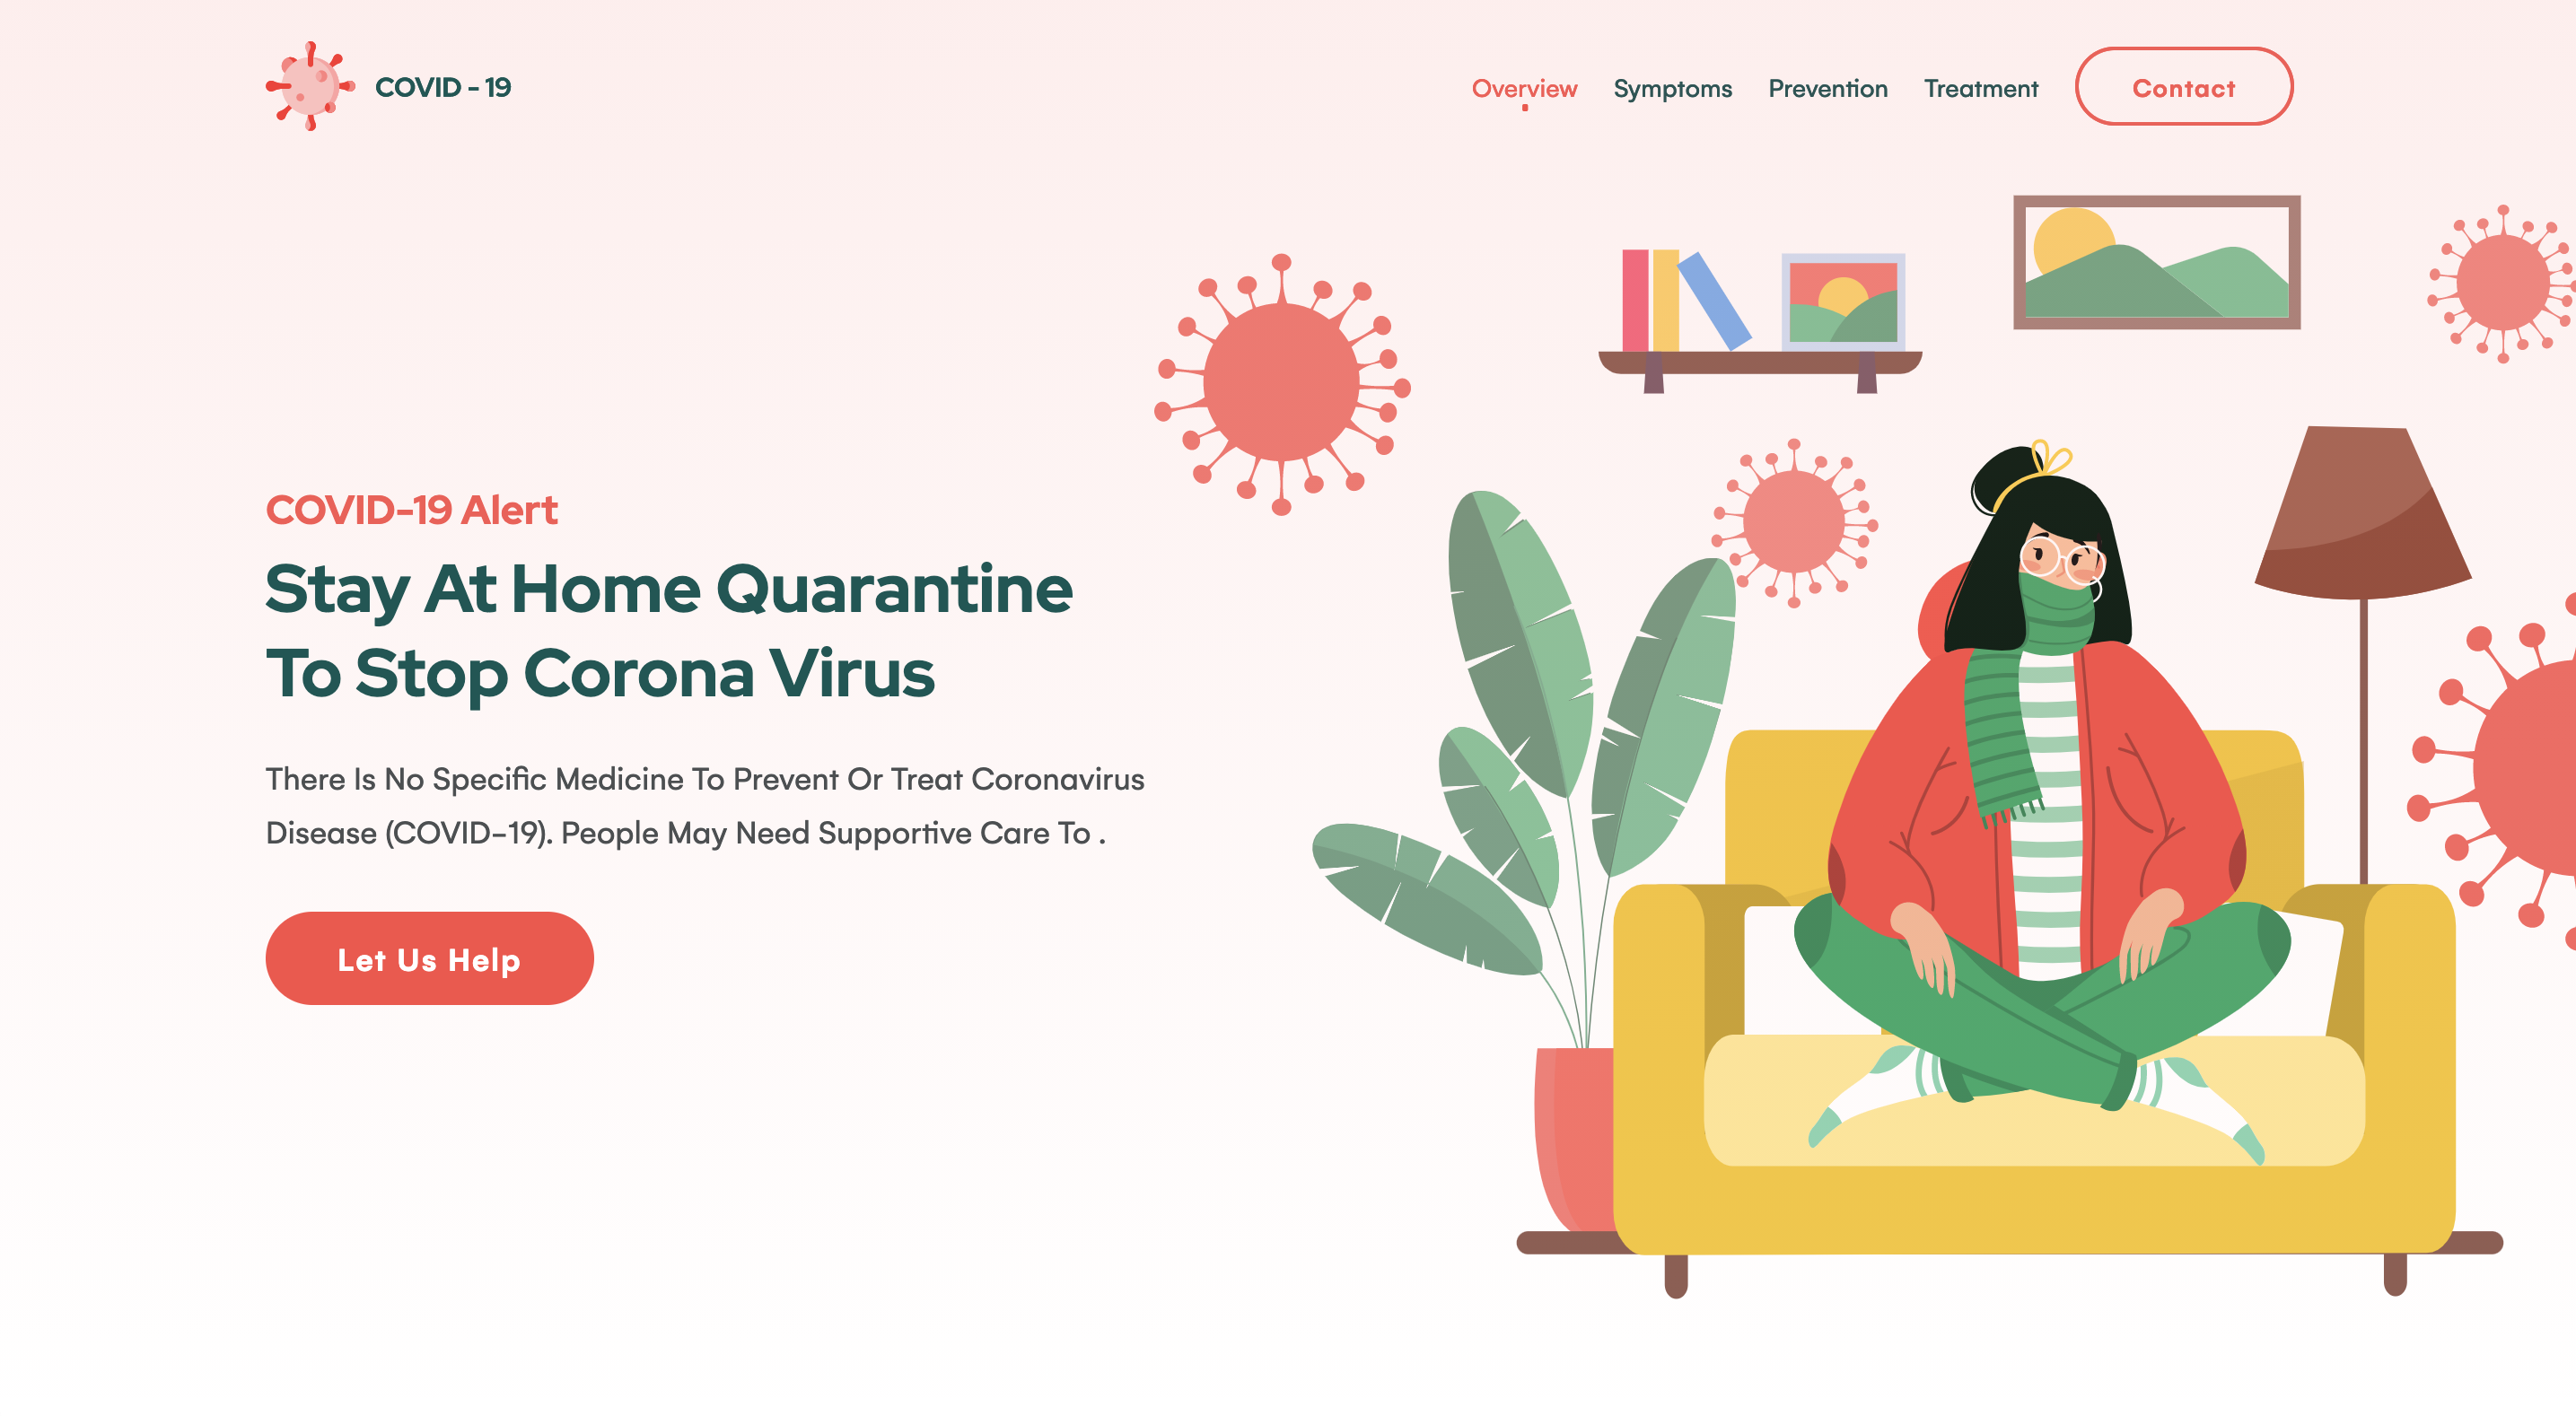 COVID - 19
Overview Symptoms Prevention Treatment Contact
COVID-19 Alert
Stay At Home Quarantine
To Stop Corona Virus
There Is No Specific Medicine To Prevent Or Treat Coronavirus
Disease (COVID-19). People May Need Supportive Care To .
Let Us Help